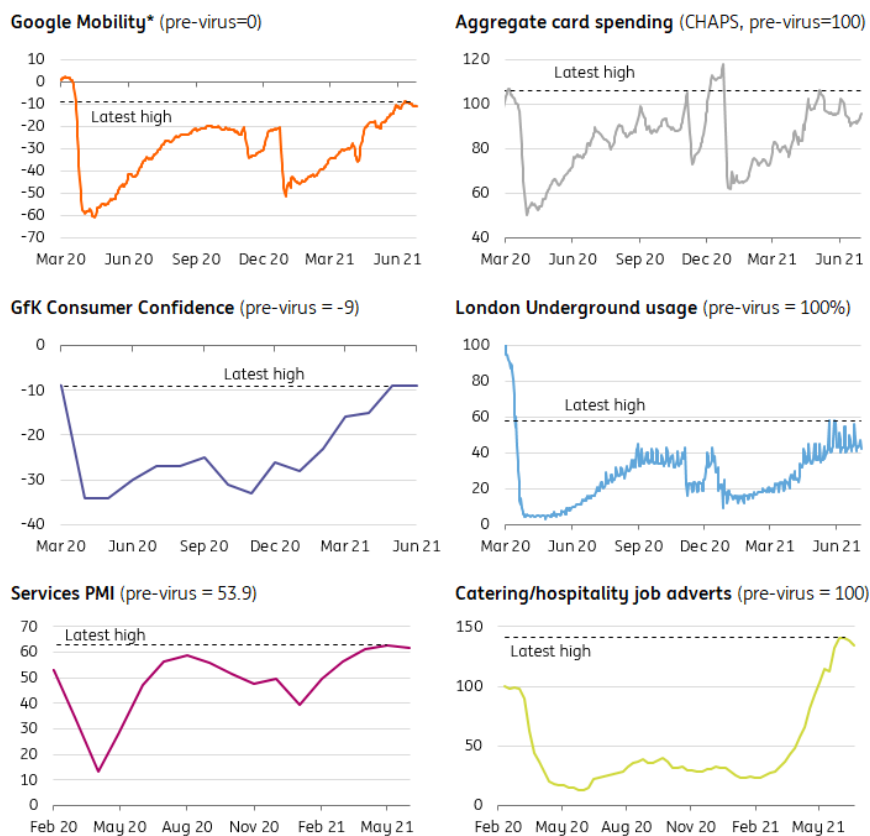 Google Mobility* (pre-virus=0)
10
0
-10
-20
-30
-40
-50
-60
-70
Latest high
Mar 20 Jun 20 Sep 20 Dec 20 Mar 21 Jun 21
Aggregate card spending (CHAPS, pre-virus=100)
120
100
80
60
40
Latest high
Mar 20 Jun 20 Sep 20 Dec 20 Mar 21 Jun 21
GfK Consumer Confidence (pre-virus = -9)
0
-10
-20
-30
-40
Latest high
Mar 20 Jun 20 Sep 20 Dec 20 Mar 21 Jun 21
London Underground usage (pre-virus = 100%)
100
80
60
40
20
0
Latest high
Mar 20 Jun 20 Sep 20 Dec 20 Mar 21 Jun 21
Services PMI (pre-virus = 53.9)
70
60
50
40
30
20
10
0
Latest high
Feb 20 May 20 Aug 20 Nov 20 Feb 21 May 21
Catering/hospitality job adverts (pre-virus = 100)
150
100
50
0
Latest high
Feb 20 May 20 Aug 20 Nov 20 Feb 21 May 21